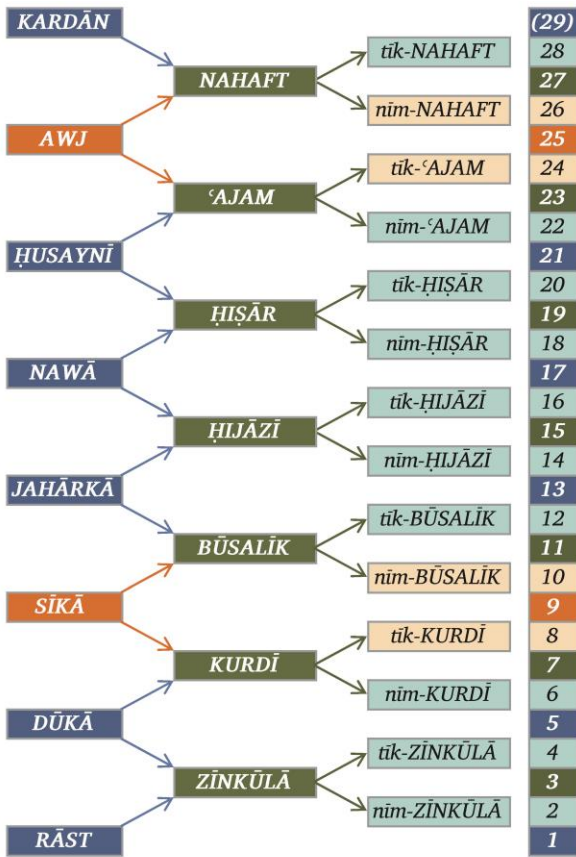 KARDĀN (29)
tīk-NAHAFT 28
NAHAFT 27
nīm-NAHAFT 26
AWJ 25
tīk-ʿAJAM 24
ʿAJAM 23
nīm-ʿAJAM 22
ḤUSAYNĪ 21
tīk-ḤIṢĀR 20
ḤIṢĀR 19
nīm-ḤIṢĀR 18
NAWĀ 17
tīk-ḤIJĀZĪ 16
ḤIJĀZĪ 15
nīm-ḤIJĀZĪ 14
JAHĀRKĀ 13
tīk-BŪSALĪK 12
BŪSALĪK 11
nīm-BŪSALĪK 10
SĪKĀ 9
tīk-KURDĪ 8
KURDĪ 7
nīm-KURDĪ 6
DŪKĀ 5
tīk-ZĪNKŪLĀ 4
ZĪNKŪLĀ 3
nīm-ZĪNKŪLĀ 2
RĀST 1